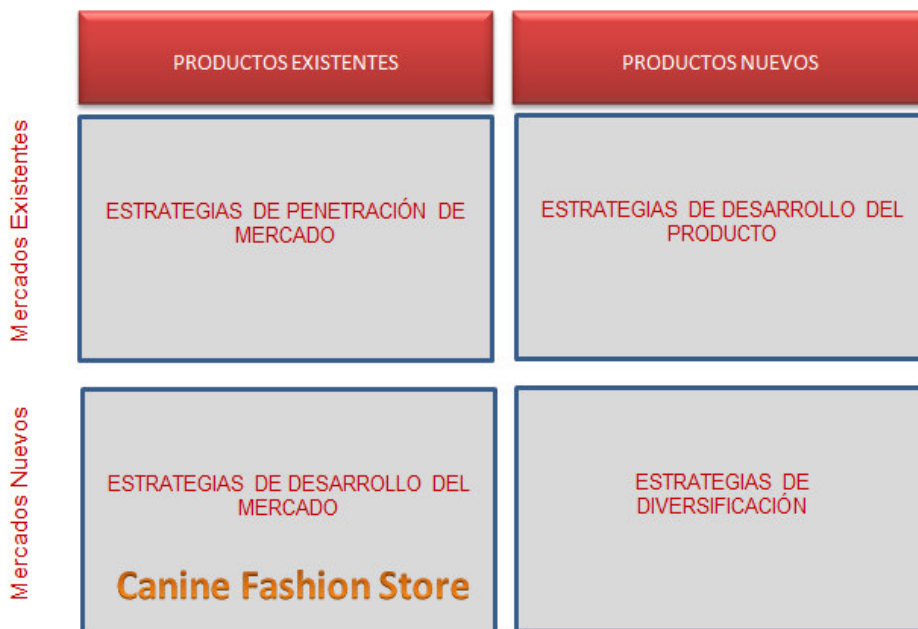 PRODUCTOS EXISTENTES
PRODUCTOS NUEVOS
Mercados Existentes
ESTRATEGIAS DE PENETRACIÓN DE
MERCADO
ESTRATEGIAS DE DESARROLLO DEL
PRODUCTO
Mercados Nuevos
ESTRATEGIAS DE DESARROLLO DEL
MERCADO
Canine Fashion Store
ESTRATEGIAS DE
DIVERSIFICACIÓN